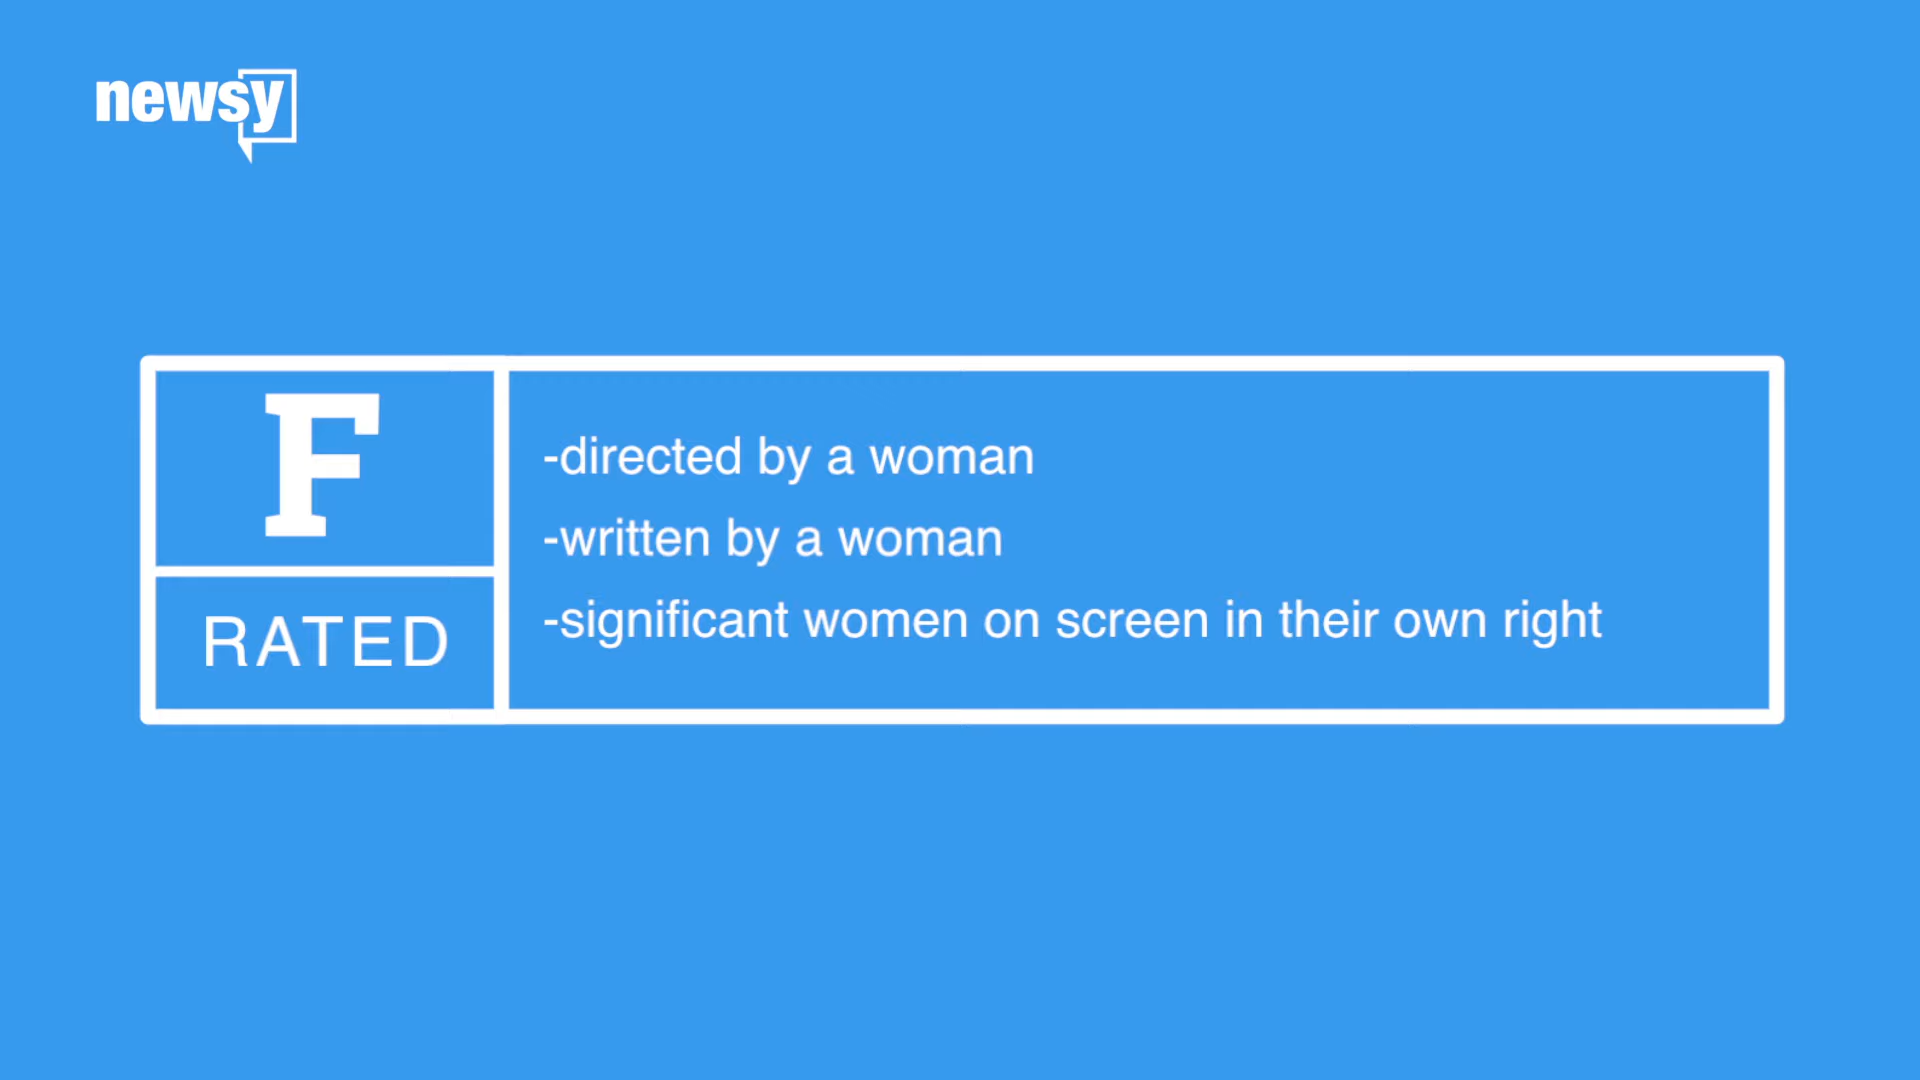 newsy
F
RATED
-directed by a woman
-written by a woman
-significant women on screen in their own right